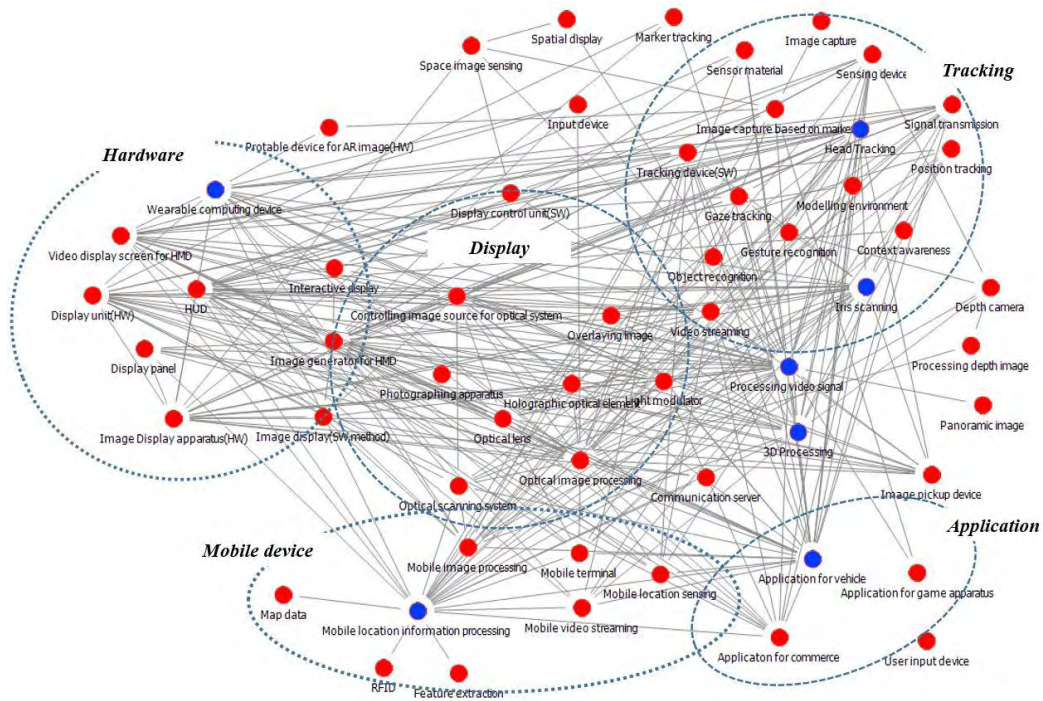 Spatial display
Marker tracking
Image capture
Space image sensing
Sensor material
Sensing device
Tracking
Input device
Image capture based on marker
Signal transmission
Protable device for AR image(HW)
Head Tracking
Hardware
Tracking device(SW)
Position tracking
Wearable computing device
Display control unit(SW)
Gaze tracking
Modelling environment
Video display screen for HMD
Display
Gesture recognition
Context awareness
Interactive display
Object recognition
Display unit(HW)
HUD
Controlling image source for optical system
Iris scanning
Depth camera
Overlaying image
Video streaming
Display panel
Image generator for HMD
Processing depth image
Photographing apparatus
Holographic optical element
Light modulator
Processing video signal
Image Display apparatus(HW)
Image display(SW method)
Optical lens
3D Processing
Panoramic image
Optical image processing
Communication server
Image pickup device
Optical scanning system
Application
Mobile device
Mobile image processing
Mobile terminal
Mobile location sensing
Application for vehicle
Application for game apparatus
Map data
Mobile location information processing
Mobile video streaming
Applicaton for commerce
User input device
RFID
Feature extraction